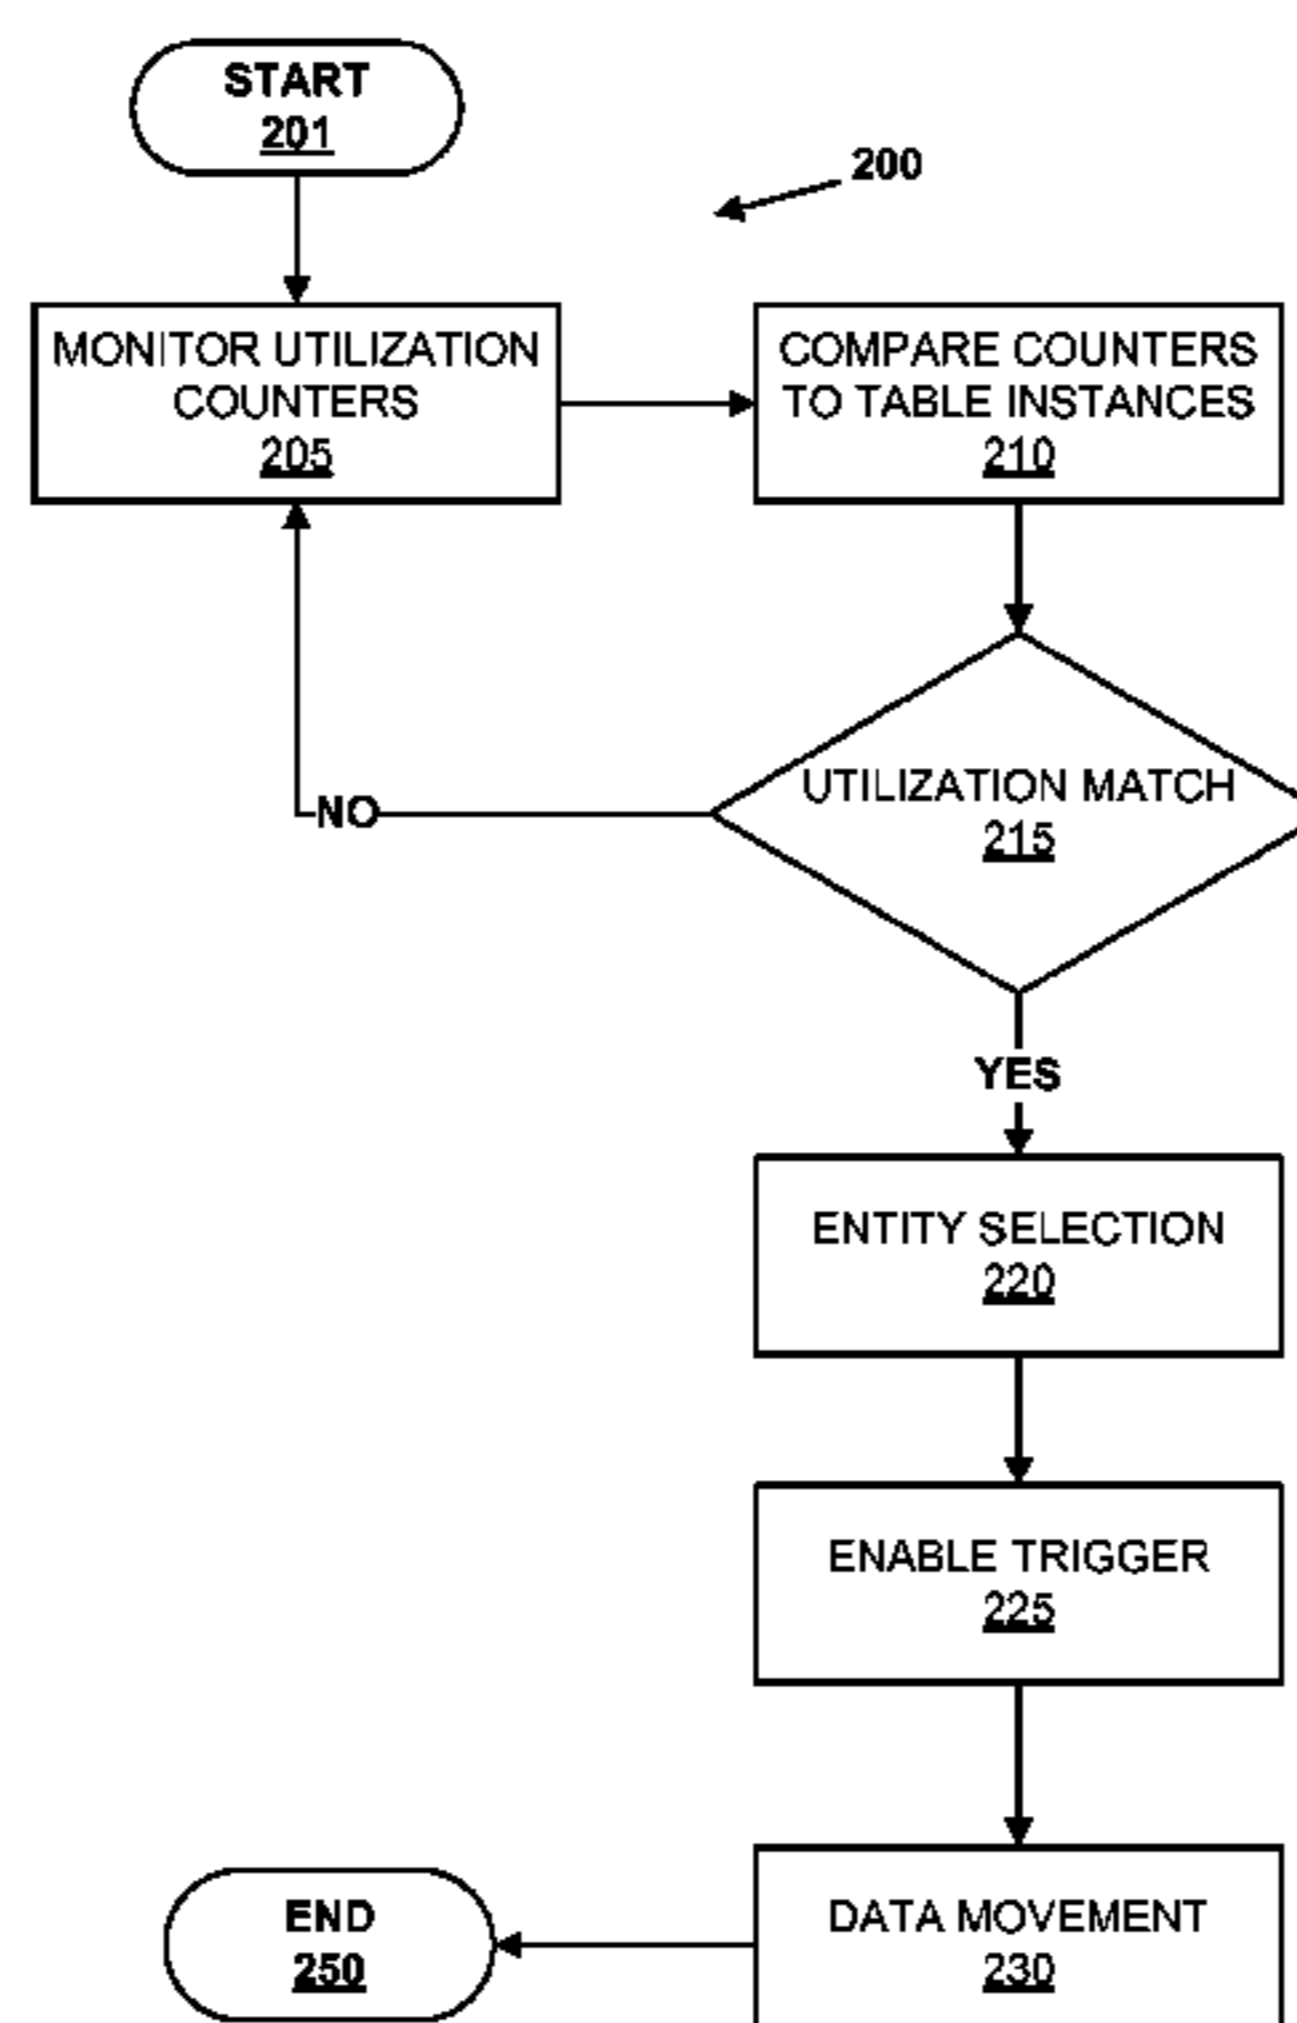 START
201
200
MONITOR UTILIZATION
COUNTERS
205
COMPARE COUNTERS
TO TABLE INSTANCES
210
UTILIZATION MATCH
215
NO
YES
ENTITY SELECTION
220
ENABLE TRIGGER
225
DATA MOVEMENT
230
END
250